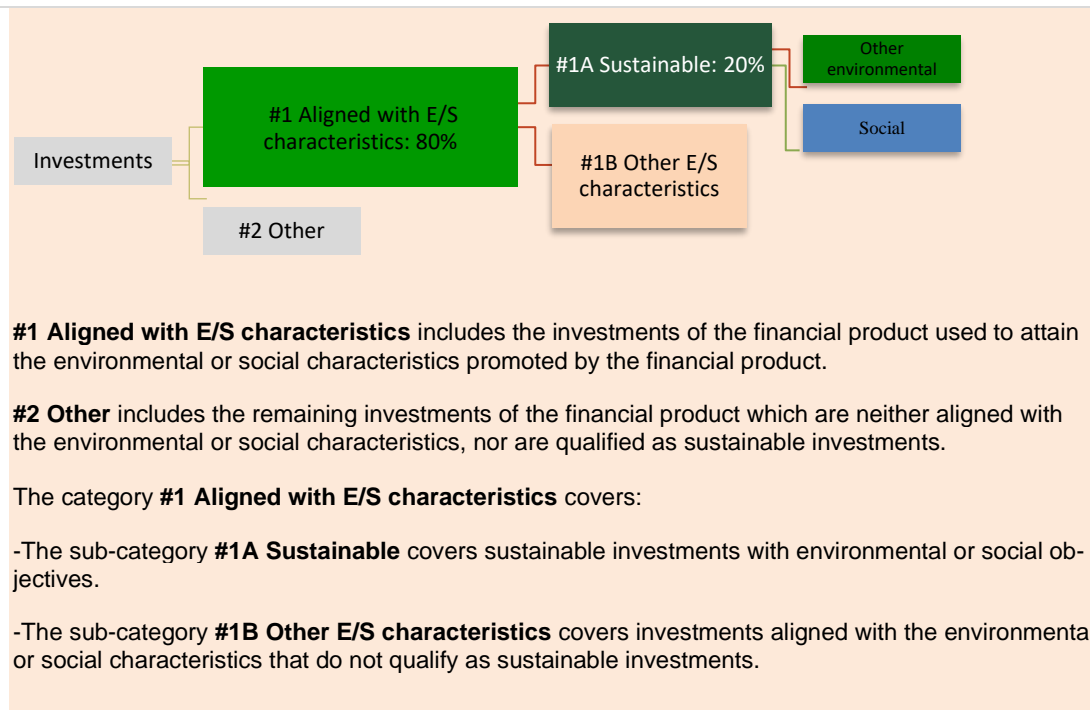 #1A Sustainable: 20%
Other
environmental
#1 Aligned with E/S
characteristics: 80%
Social
Investments
#1B Other E/S
characteristics
#2 Other
#1 Aligned with E/S characteristics includes the investments of the financial product used to attain
the environmental or social characteristics promoted by the financial product.
#2 Other includes the remaining investments of the financial product which are neither aligned with
the environmental or social characteristics, nor are qualified as sustainable investments.
The category #1 Aligned with E/S characteristics covers:
-The sub-category #1A Sustainable covers sustainable investments with environmental or social ob-
jectives.
-The sub-category #1B Other E/S characteristics covers investments aligned with the environmenta
or social characteristics that do not qualify as sustainable investments.